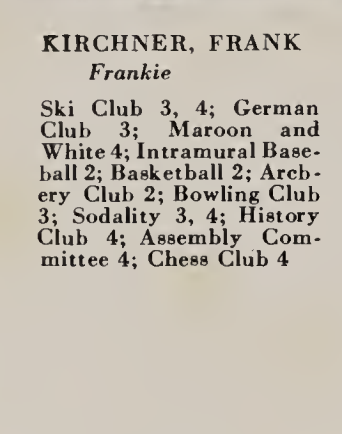 KIRCHNER, FRANK
Frankie
Ski Club 3, 4; German
Club 3; Maroon and
White 4; Intramural Base-
ball 2; Basketball 2; Arch-
ery Club 2; Bowling Club
3; Sodality 3, 4; History
Club 4; Assembly Com-
mittee 4; Chess Club 4